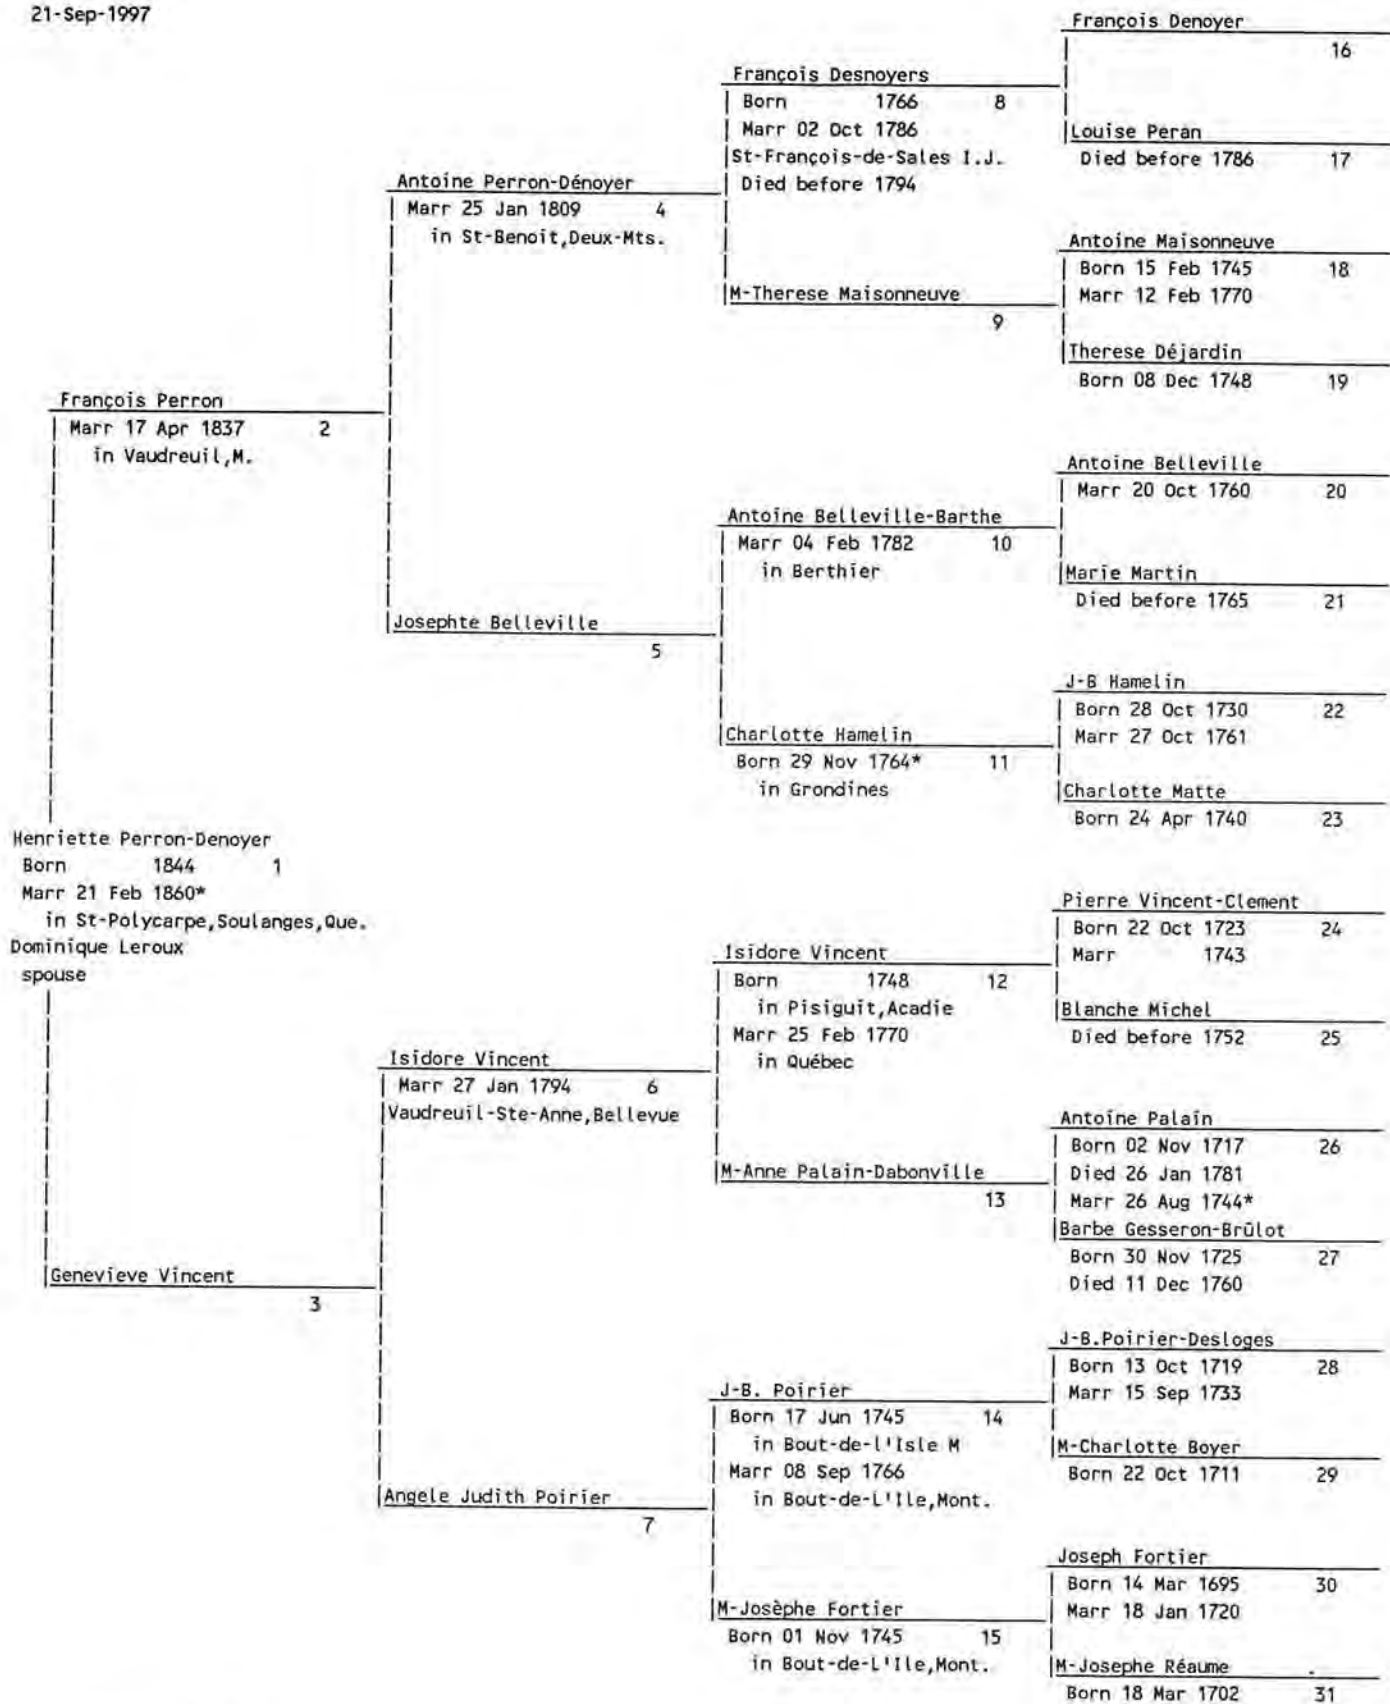 21-Sep-1997
François Denoyer
16
François Desnoyers
Born 1766 8
Marr 02 Oct 1786
St-François-de-Sales I.J.
Died before 1794
Louise Peran
Died before 1786 17
Antoine Perron-Dénoyer
Marr 25 Jan 1809 4
in St-Benoit,Deux-Mts.
Antoine Maisonneuve
Born 15 Feb 1745 18
Marr 12 Feb 1770
M-Therese Maisonneuve
9
Therese Déjardin
Born 08 Dec 1748 19
François Perron
Marr 17 Apr 1837 2
in Vaudreuil,M.
Antoine Belleville
Marr 20 Oct 1760 20
Antoine Belleville-Barthe
Marr 04 Feb 1782 10
in Berthier
Marie Martin
Died before 1765 21
Josephte Belleville
5
J-B Hamelin
Born 28 Oct 1730 22
Marr 27 Oct 1761
Charlotte Hamelin
Born 29 Nov 1764* 11
in Grondines
Charlotte Matte
Born 24 Apr 1740 23
Henriette Perron-Denoyer
Born 1844 1
Marr 21 Feb 1860*
in St-Polycarpe,Soulanges,Que.
Dominique Leroux
spouse
Pierre Vincent-Clement
Born 22 Oct 1723 24
Marr 1743
Isidore Vincent
Born 1748 12
in Pisiguit,Acadie
Marr 25 Feb 1770
in Québec
Blanche Michel
Died before 1752 25
Isidore Vincent
Marr 27 Jan 1794 6
Vaudreuil-Ste-Anne,Bellevue
Antoine Palain
Born 02 Nov 1717 26
Died 26 Jan 1781
Marr 26 Aug 1744*
M-Anne Palain-Dabonville
13
Barbe Gesseron-Brûlot
Born 30 Nov 1725 27
Died 11 Dec 1760
Genevieve Vincent
3
J-B.Poirier-Desloges
Born 13 Oct 1719 28
Marr 15 Sep 1733
J-B. Poirier
Born 17 Jun 1745 14
in Bout-de-l'Isle M
Marr 08 Sep 1766
in Bout-de-L'Ile,Mont.
M-Charlotte Boyer
Born 22 Oct 1711 29
Angele Judith Poirier
7
Joseph Fortier
Born 14 Mar 1695 30
Marr 18 Jan 1720
M-Josèphe Fortier
Born 01 Nov 1745 15
in Bout-de-L'Ile,Mont.
M-Josephe Réaume
Born 18 Mar 1702 31